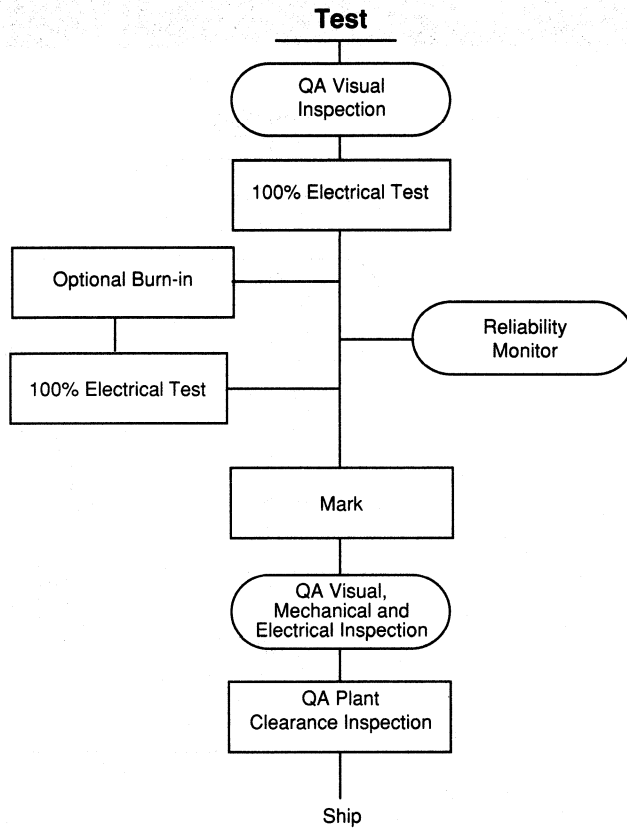 Test
QA Visual
Inspection
100% Electrical Test
Optional Burn-in
Reliability
Monitor
100% Electrical Test
Mark
QA Visual,
Mechanical and
Electrical Inspection
QA Plant
Clearance Inspection
Ship